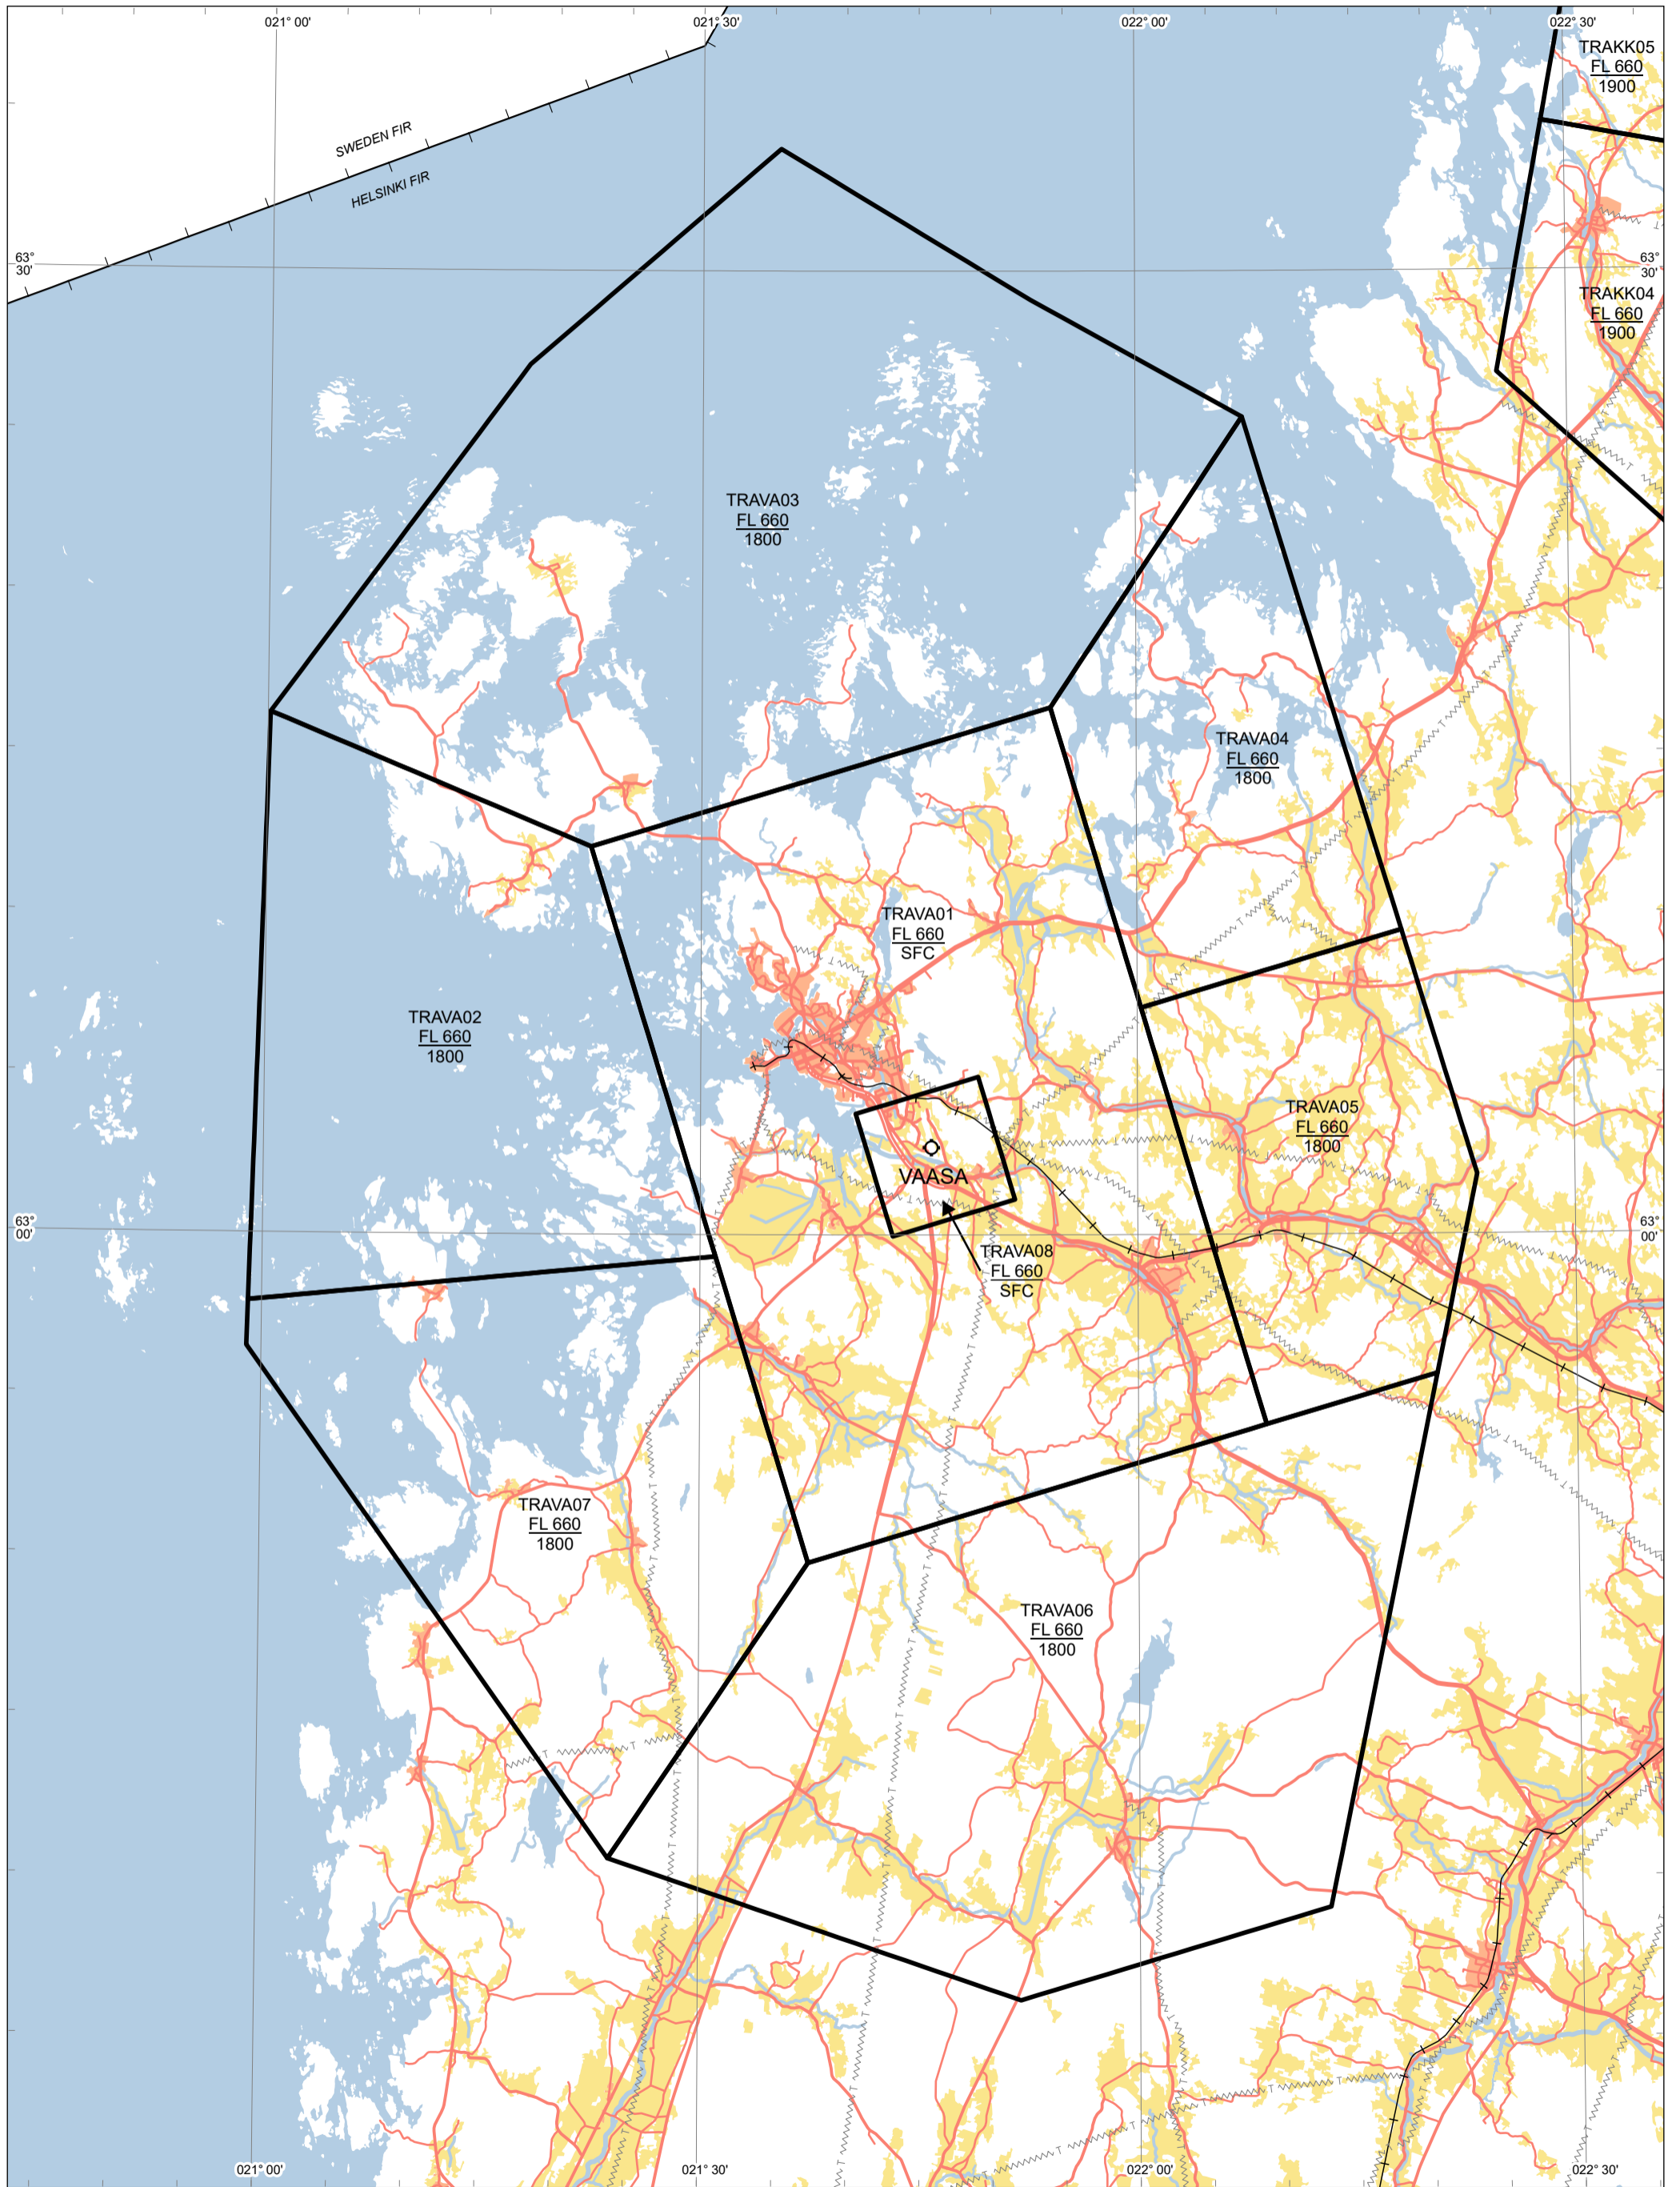 021° 00'
021° 30'
022° 00'
022° 30'
TRAKK05
FL 660
1900
SWEDEN FIR
HELSINKI FIR
63°
30'
63°
30'
TRAKK04
FL 660
1900
TRAVA03
FL 660
1800
TRAVA04
FL 660
1800
TRAVA01
FL 660
SFC
TRAVA02
FL 660
1800
TRAVA05
FL 660
1800
VAASA
63°
00'
63°
00'
TRAVA08
FL 660
SFC
TRAVA07
FL 660
1800
TRAVA06
FL 660
1800
021° 00'
021° 30'
022° 00'
022° 30'